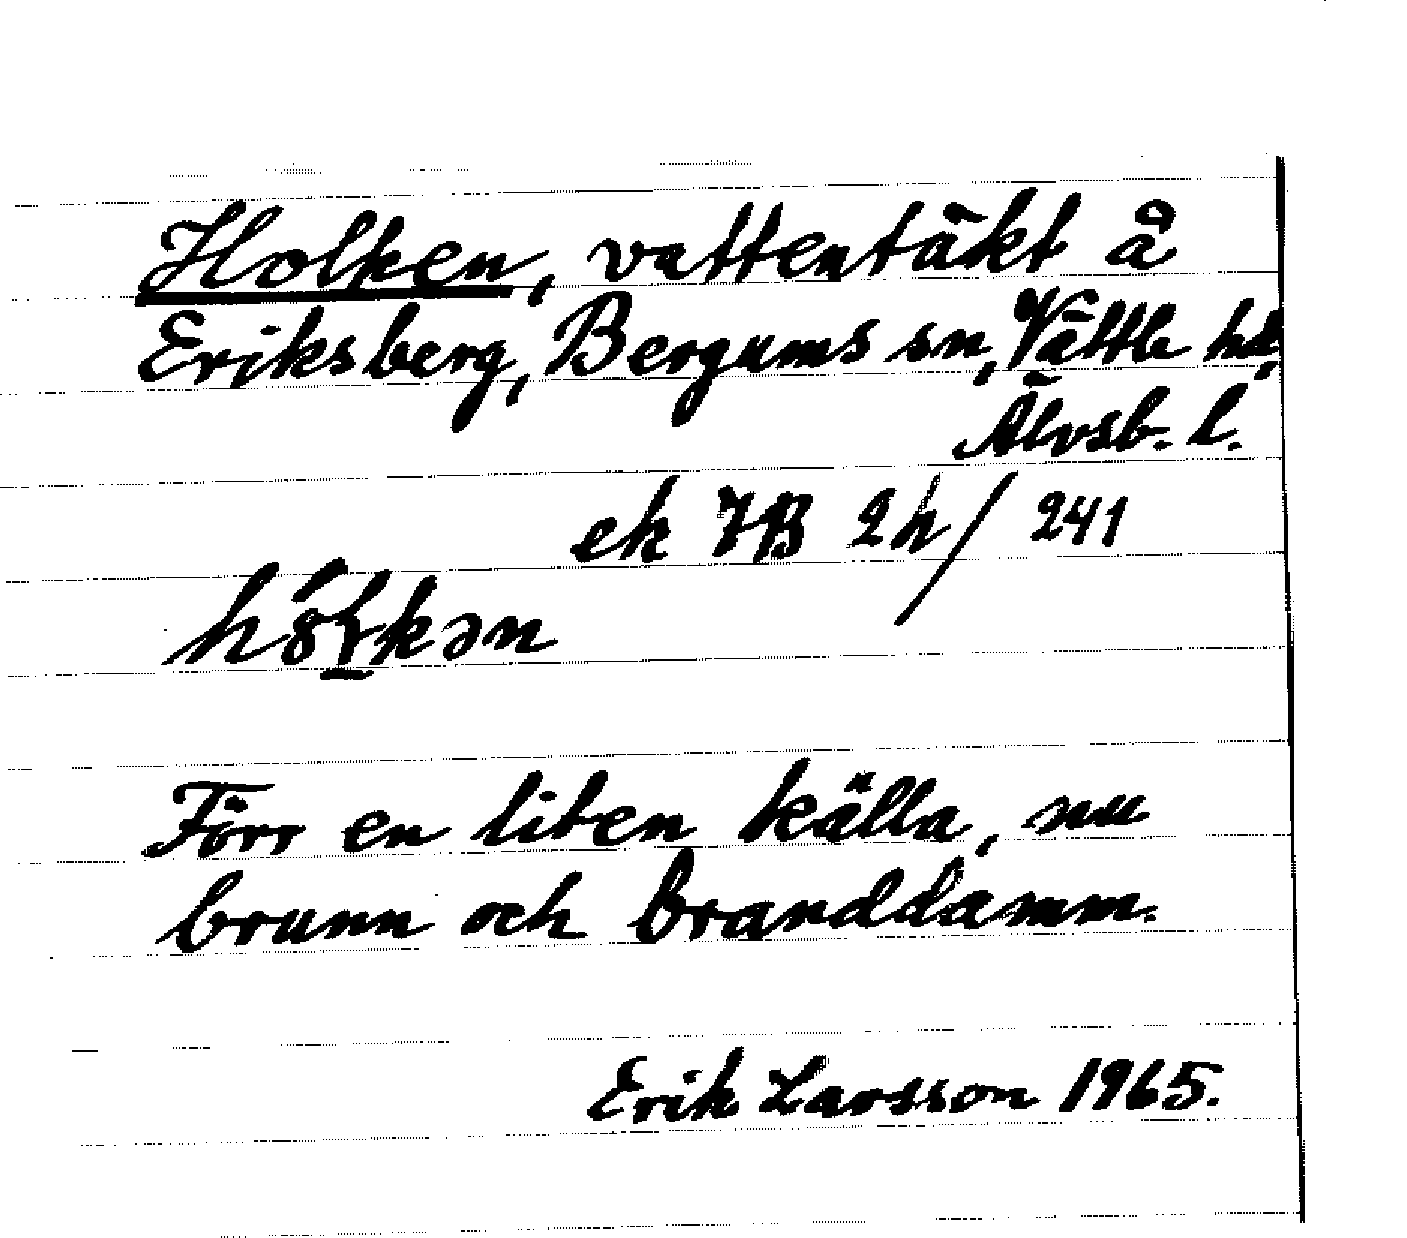 Holken, vattentäkt å
Eriksberg, Bergums sn, Vättle hd,
Älvsb. l.
ek 7B 2h / 241
Förr en liten källa, nu
brunn och branddamm.
Erik Larsson 1965.